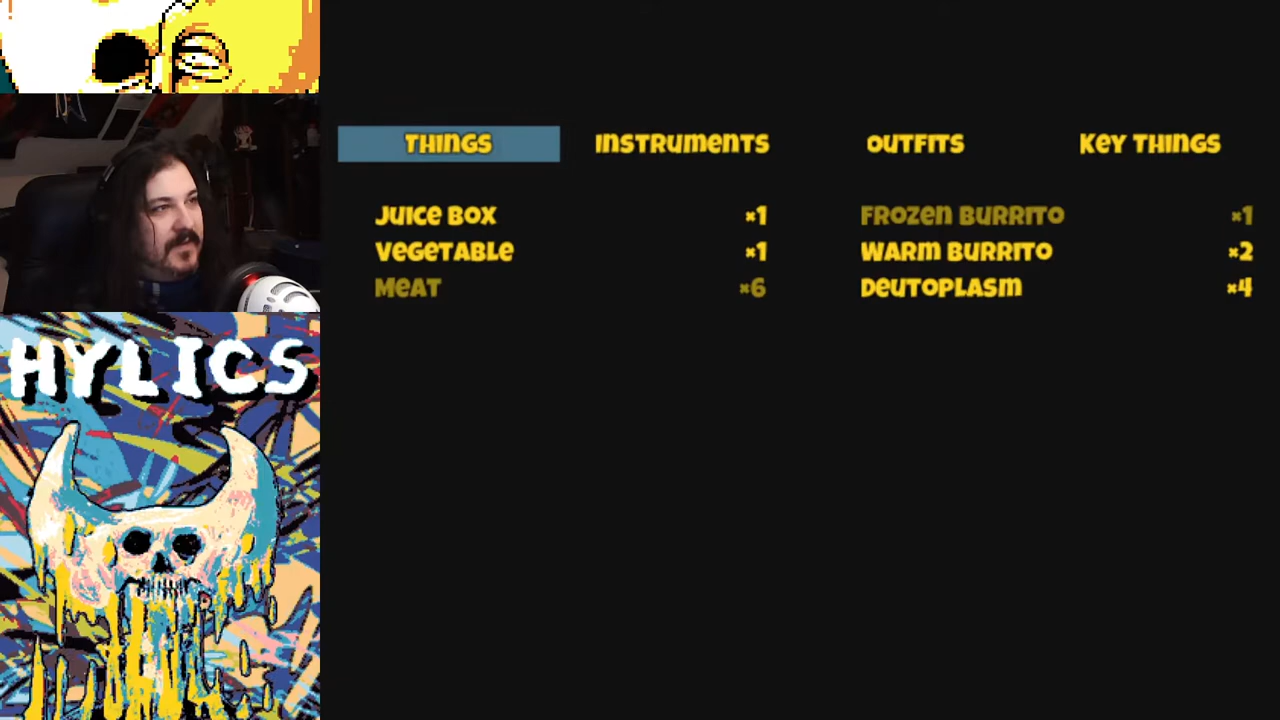 THINGS INSTRUMENTS OUTFITS KEY THINGS
JUICE BOX ×1 FROZEN BURRITO ×1
VEGETABLE ×1 WARM BURRITO ×2
MEAT ×6 DEUTOPLASM ×4
HYLICS